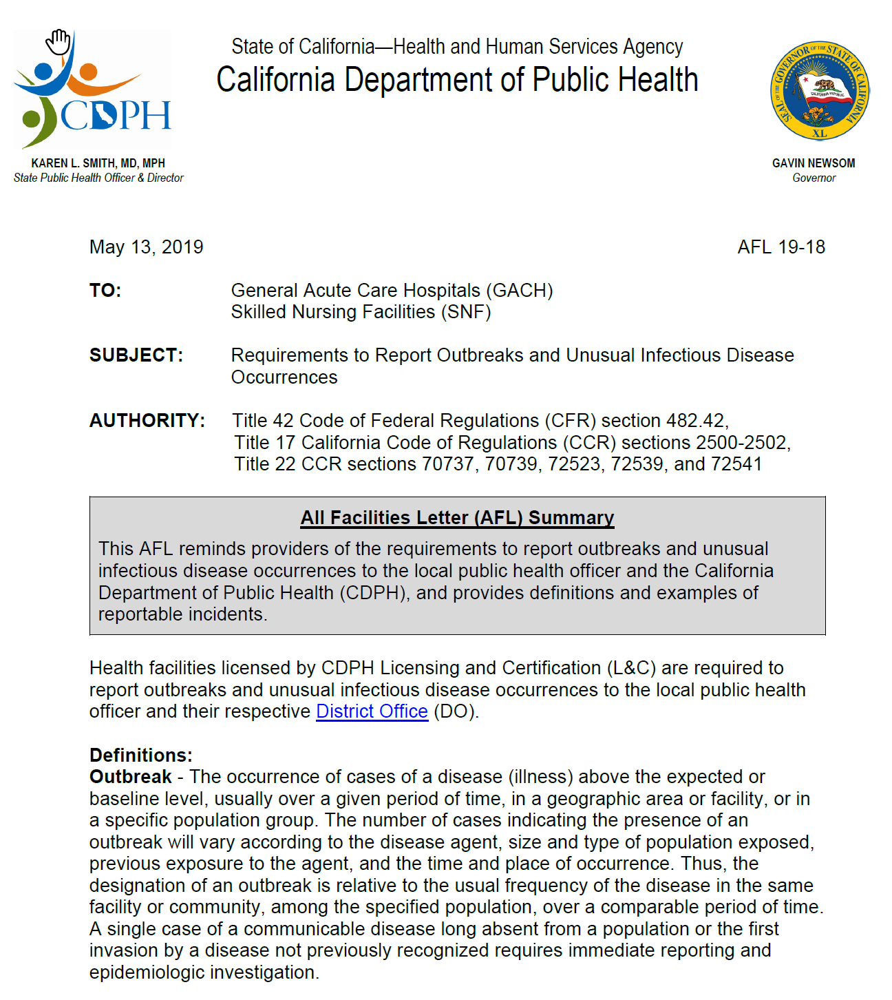 State of California—Health and Human Services Agency
California Department of Public Health
CDPH
SEAL OF THE GOVERNOR OF THE STATE OF CALIFORNIA
CALIFORNIA REPUBLIC
XL
KAREN L. SMITH, MD, MPH
State Public Health Officer & Director
GAVIN NEWSOM
Governor
May 13, 2019 AFL 19-18
TO: General Acute Care Hospitals (GACH)
Skilled Nursing Facilities (SNF)
SUBJECT: Requirements to Report Outbreaks and Unusual Infectious Disease
Occurrences
AUTHORITY: Title 42 Code of Federal Regulations (CFR) section 482.42,
Title 17 California Code of Regulations (CCR) sections 2500-2502,
Title 22 CCR sections 70737, 70739, 72523, 72539, and 72541
All Facilities Letter (AFL) Summary
This AFL reminds providers of the requirements to report outbreaks and unusual
infectious disease occurrences to the local public health officer and the California
Department of Public Health (CDPH), and provides definitions and examples of
reportable incidents.
Health facilities licensed by CDPH Licensing and Certification (L&C) are required to
report outbreaks and unusual infectious disease occurrences to the local public health
officer and their respective District Office (DO).
Definitions:
Outbreak - The occurrence of cases of a disease (illness) above the expected or
baseline level, usually over a given period of time, in a geographic area or facility, or in
a specific population group. The number of cases indicating the presence of an
outbreak will vary according to the disease agent, size and type of population exposed,
previous exposure to the agent, and the time and place of occurrence. Thus, the
designation of an outbreak is relative to the usual frequency of the disease in the same
facility or community, among the specified population, over a comparable period of time.
A single case of a communicable disease long absent from a population or the first
invasion by a disease not previously recognized requires immediate reporting and
epidemiologic investigation.